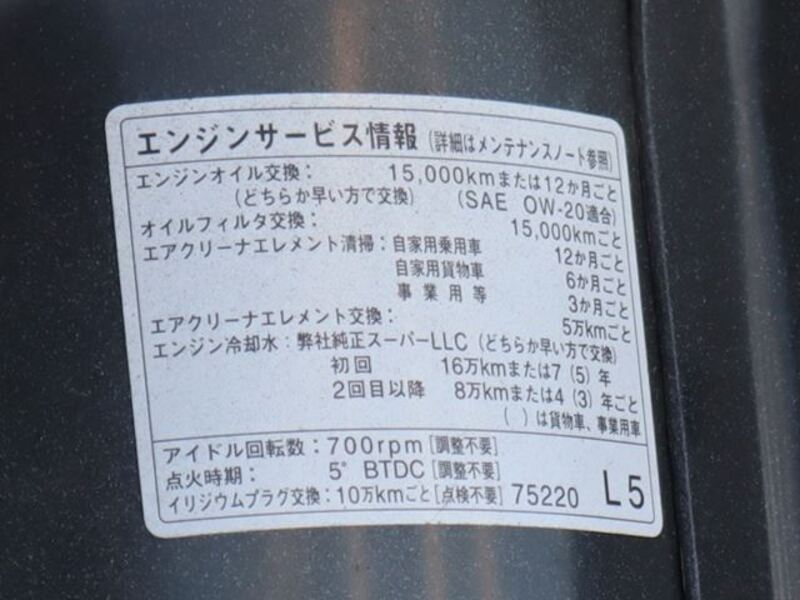 エンジンサービス情報 (詳細はメンテナンスノート参照)
エンジンオイル交換: 15,000kmまたは12か月ごと
(どちらか早い方で交換) (SAE 0W-20適合)
オイルフィルタ交換: 15,000kmごと
エアクリーナエレメント清掃: 自家用乗用車 12か月ごと
自家用貨物車 6か月ごと
事業用等 3か月ごと
エアクリーナエレメント交換: 5万kmごと
エンジン冷却水: 弊社純正スーパーLLC (どちらか早い方で交換)
初回 16万kmまたは7 (5) 年
2回目以降 8万kmまたは4 (3) 年ごと
( ) は貨物車、事業用車
アイドル回転数: 700rpm [調整不要]
点火時期: 5° BTDC [調整不要]
イリジウムプラグ交換: 10万kmごと [点検不要] 75220 L5